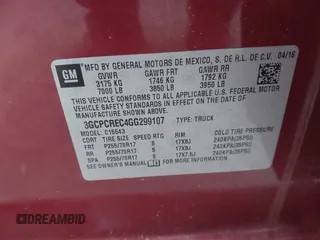 GM
MFD BY GENERAL MOTORS DE MEXICO, S. DE R.L. DE C.V. 04/16
GVWR GAWR FRT GAWR RR
3175 KG 1746 KG 1792 KG
7000 LB 3850 LB 3950 LB
THIS VEHICLE CONFORMS TO ALL APPLICABLE U.S. FEDERAL MOTOR
VEHICLE SAFETY STANDARDS IN EFFECT ON THE DATE OF
MANUFACTURE SHOWN ABOVE.
3GCPCREC4GG299107 TYPE: TRUCK
MODEL: C15543
TIRE SIZE SPEED RTG RIM COLD TIRE PRESSURE
FRT P255/70R17 S 17X8J 240KPA(35PSI)
RR P255/70R17 S 17X8J 240KPA(35PSI)
SPA P255/70R17 S 240KPA(35PSI)
SEE OWNER'S MANUAL FOR MORE INFORMATION.
DREAMBID